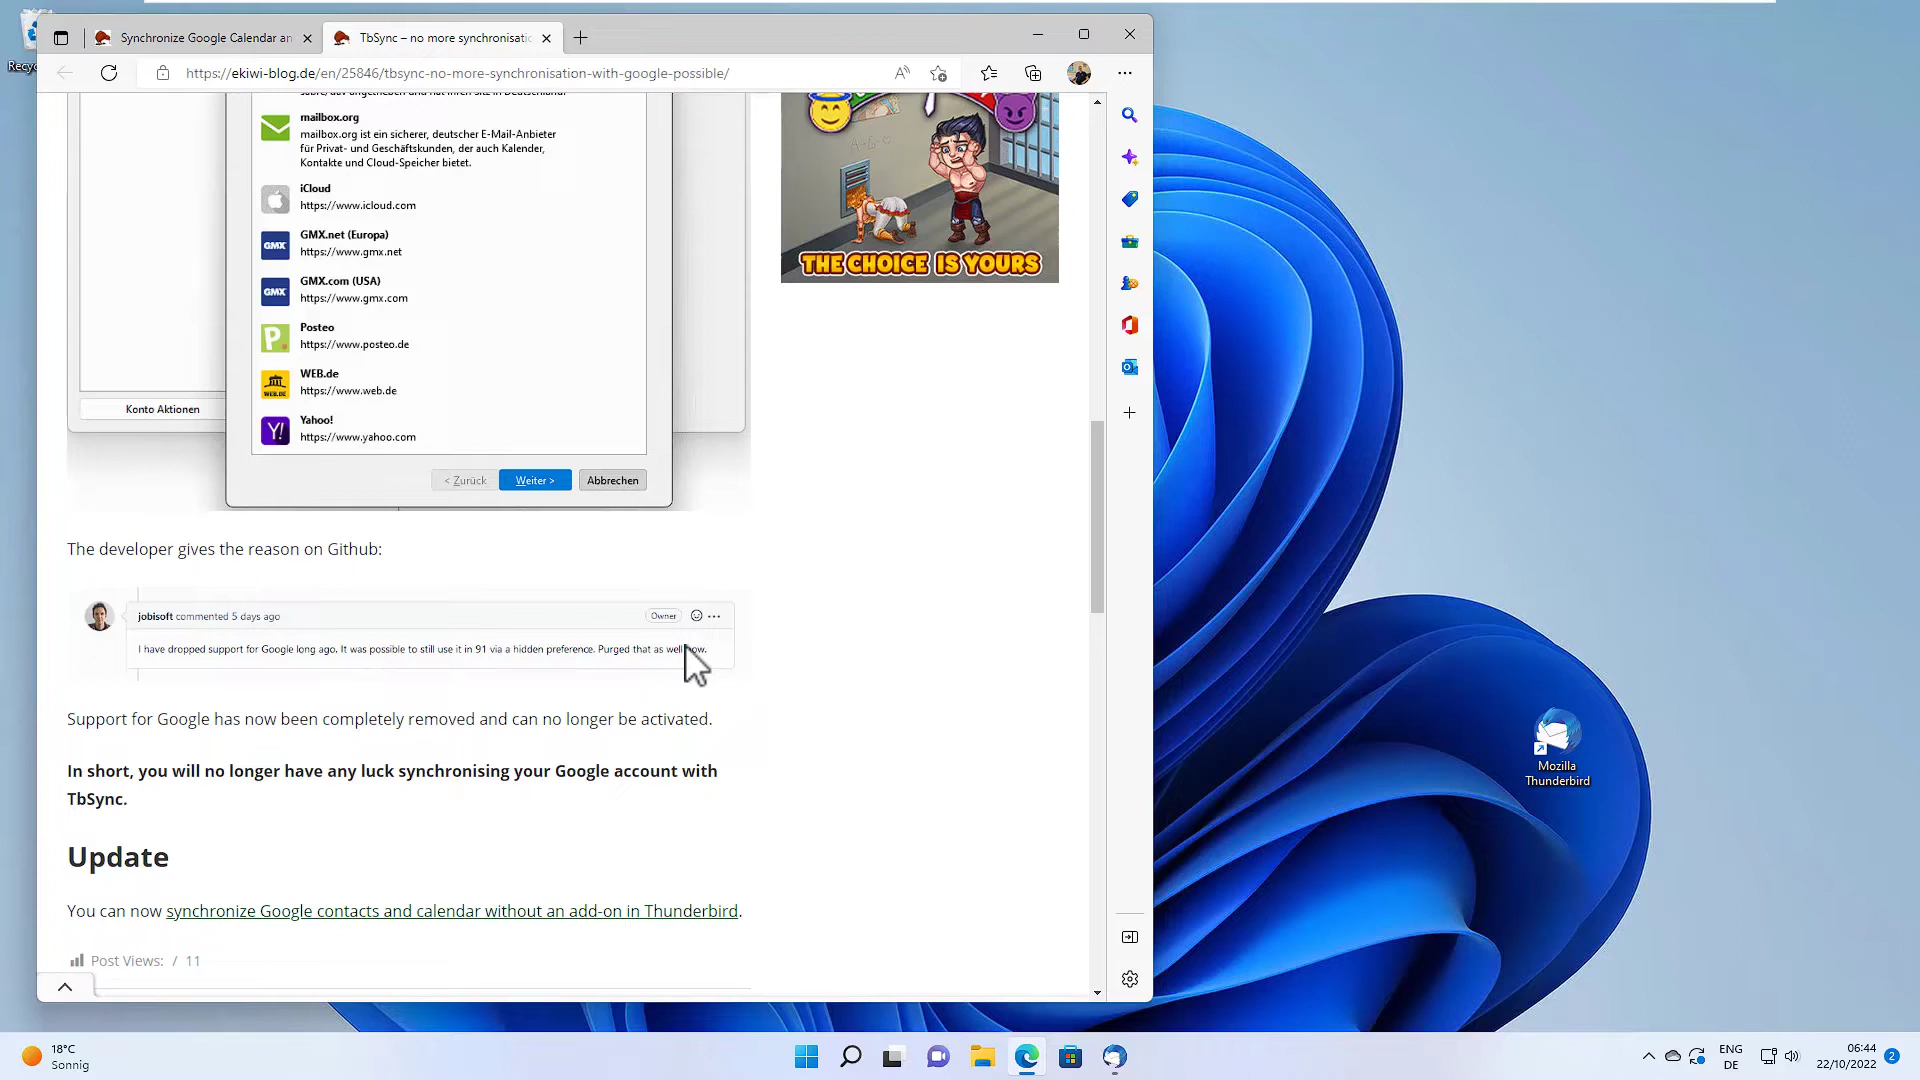 Synchronize Google Calendar an
TbSync – no more synchronisatio
https://ekiwi-blog.de/en/25846/tbsync-no-more-synchronisation-with-google-possible/
mailbox.org
mailbox.org ist ein sicherer, deutscher E-Mail-Anbieter
für Privat- und Geschäftskunden, der auch Kalender,
Kontakte und Cloud-Speicher bietet.
iCloud
https://www.icloud.com
GMX.net (Europa)
https://www.gmx.net
GMX.com (USA)
https://www.gmx.com
Posteo
https://www.posteo.de
WEB.de
https://www.web.de
Yahoo!
https://www.yahoo.com
Konto Aktionen
< Zurück
Weiter >
Abbrechen
THE CHOICE IS YOURS
The developer gives the reason on Github:
jobisoft commented 5 days ago
Owner
I have dropped support for Google long ago. It was possible to still use it in 91 via a hidden preference. Purged that as well now.
Support for Google has now been completely removed and can no longer be activated.
In short, you will no longer have any luck synchronising your Google account with
TbSync.
Update
You can now synchronize Google contacts and calendar without an add-on in Thunderbird.
Post Views: / 11
Mozilla
Thunderbird
18°C
Sonnig
ENG
DE
06:44
22/10/2022
2